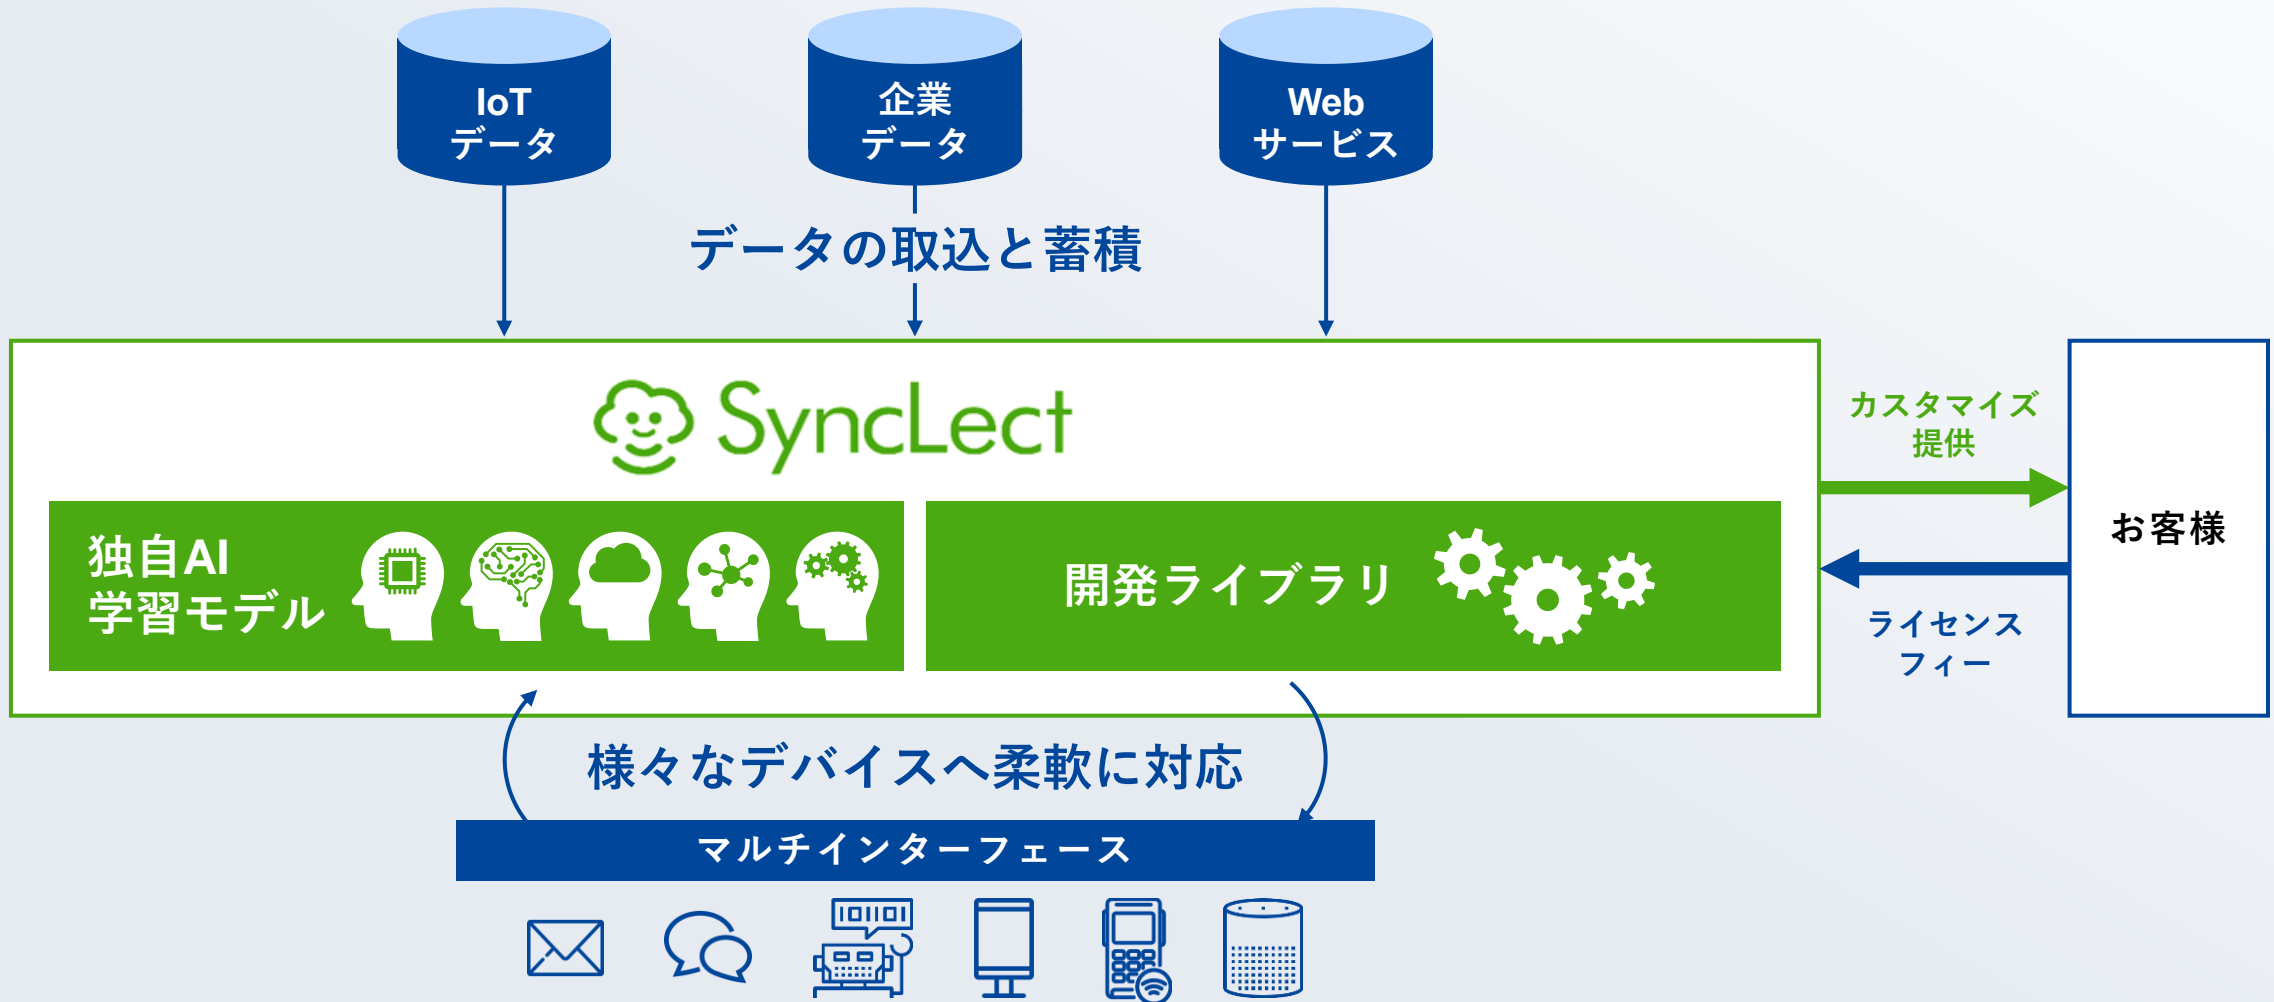 IoT
データ
企業
データ
Web
サービス
データの取込と蓄積
SyncLect
独自AI
学習モデル
開発ライブラリ
カスタマイズ
提供
ライセンス
フィー
お客様
様々なデバイスへ柔軟に対応
マルチインターフェース